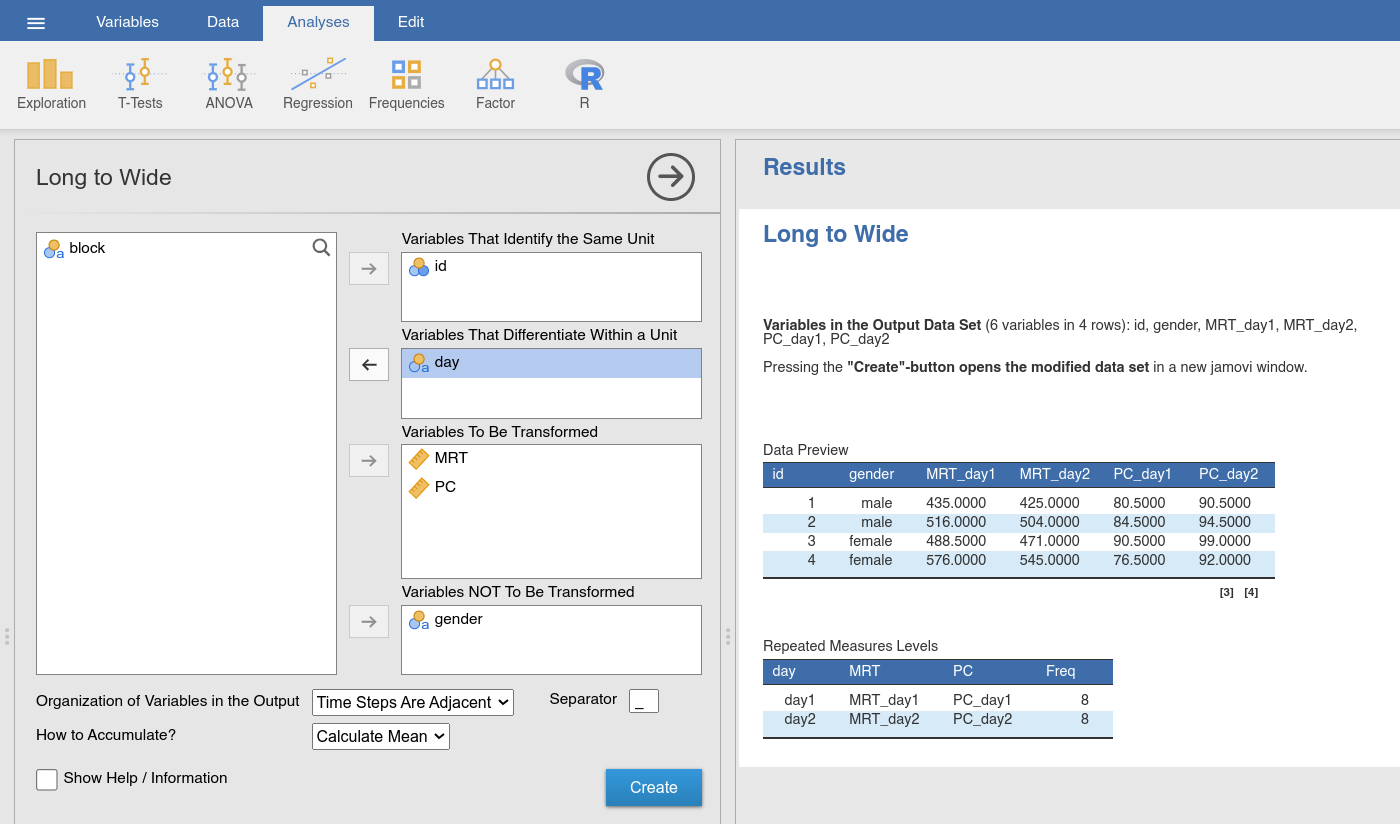 Variables Data Analyses Edit
Exploration T-Tests ANOVA Regression Frequencies Factor R
Long to Wide
a block
Variables That Identify the Same Unit
id
Variables That Differentiate Within a Unit
a day
Variables To Be Transformed
MRT
PC
Variables NOT To Be Transformed
a gender
Organization of Variables in the Output Time Steps Are Adjacent Separator _
How to Accumulate? Calculate Mean
Show Help / Information
Create
Results
Long to Wide
Variables in the Output Data Set (6 variables in 4 rows): id, gender, MRT_day1, MRT_day2,
PC_day1, PC_day2
Pressing the "Create"-button opens the modified data set in a new jamovi window.
Data Preview
id gender MRT_day1 MRT_day2 PC_day1 PC_day2
1 male 435.0000 425.0000 80.5000 90.5000
2 male 516.0000 504.0000 84.5000 94.5000
3 female 488.5000 471.0000 90.5000 99.0000
4 female 576.0000 545.0000 76.5000 92.0000
[3] [4]
Repeated Measures Levels
day MRT PC Freq
day1 MRT_day1 PC_day1 8
day2 MRT_day2 PC_day2 8